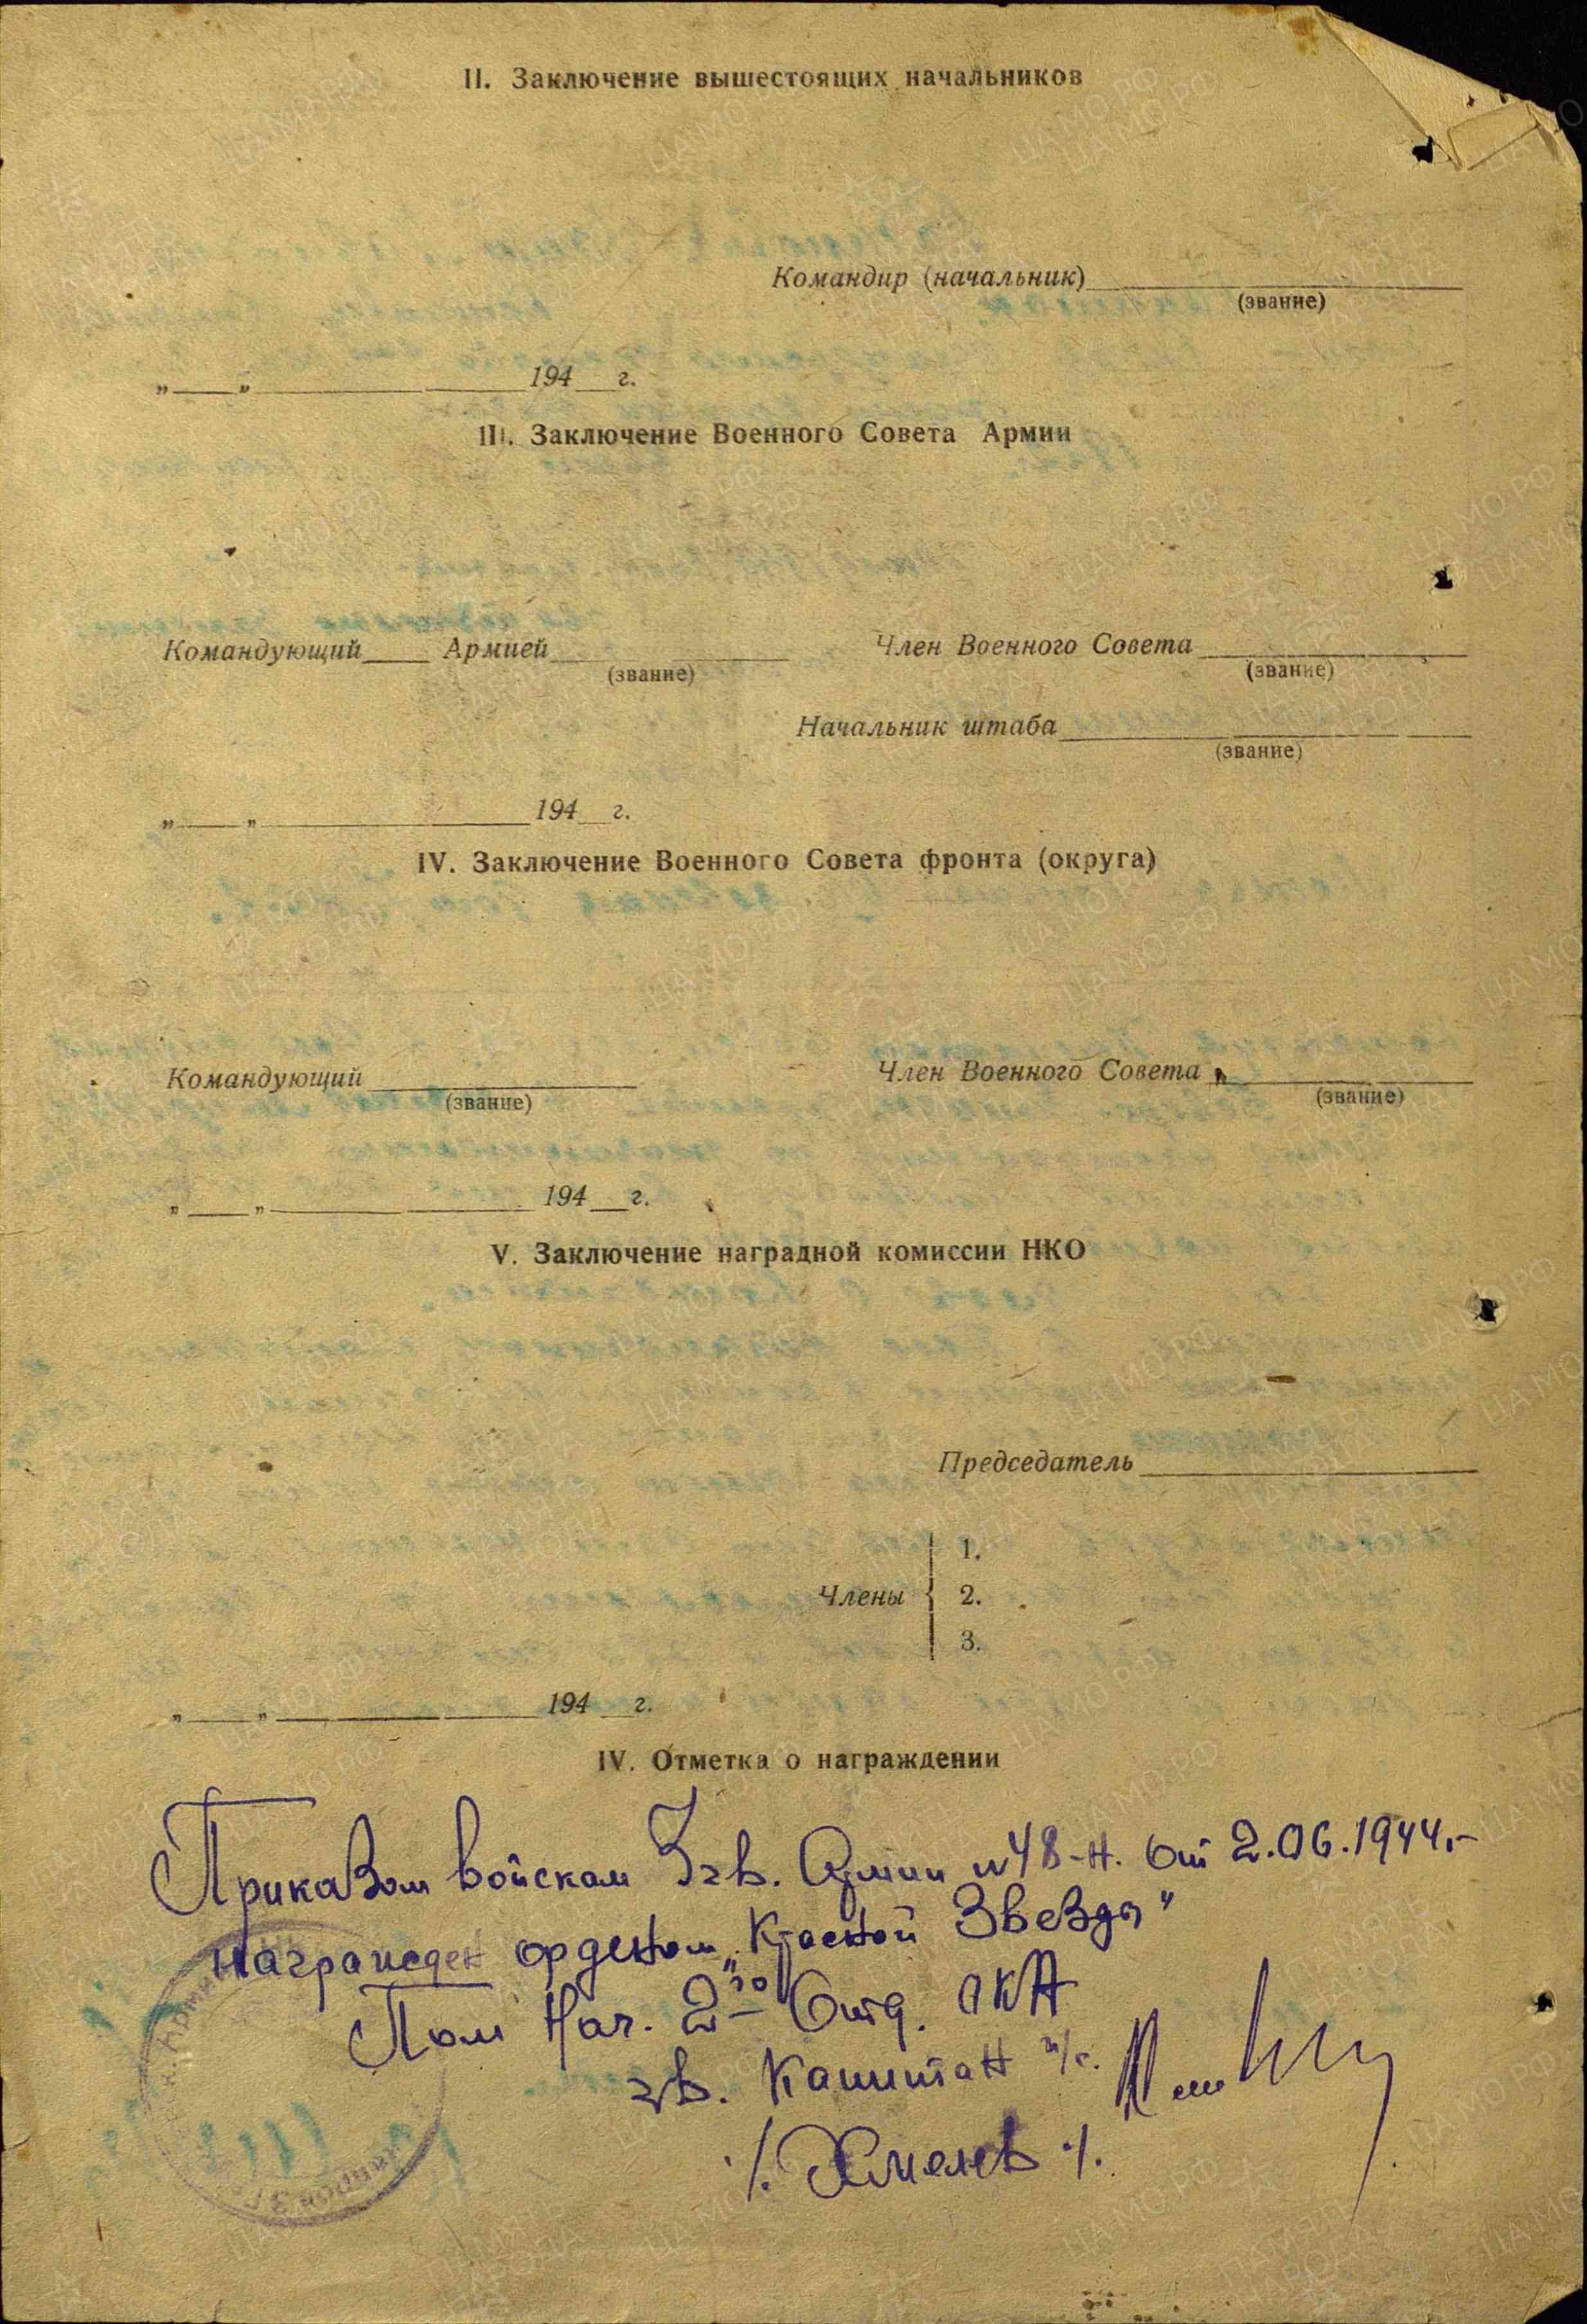 II. Заключение вышестоящих начальников
Командир (начальник)
(звание)
„ “ 194 г.
III. Заключение Военного Совета Армии
Командующий Армией
(звание)
Член Военного Совета
(звание)
Начальник штаба
(звание)
„ “ 194 г.
IV. Заключение Военного Совета фронта (округа)
Командующий
(звание)
Член Военного Совета
(звание)
„ “ 194 г.
V. Заключение наградной комиссии НКО
Председатель
Члены
1.
2.
3.
„ “ 194 г.
IV. Отметка о награждении
Приказом войскам 3 гв. Армии №48-н. от 2.06.1944.-
награжден орденом „Красной Звезды"
Пом Нач. 2го Отд. ОКА
гв. Капитан а/с.
/. Хмелев ./.